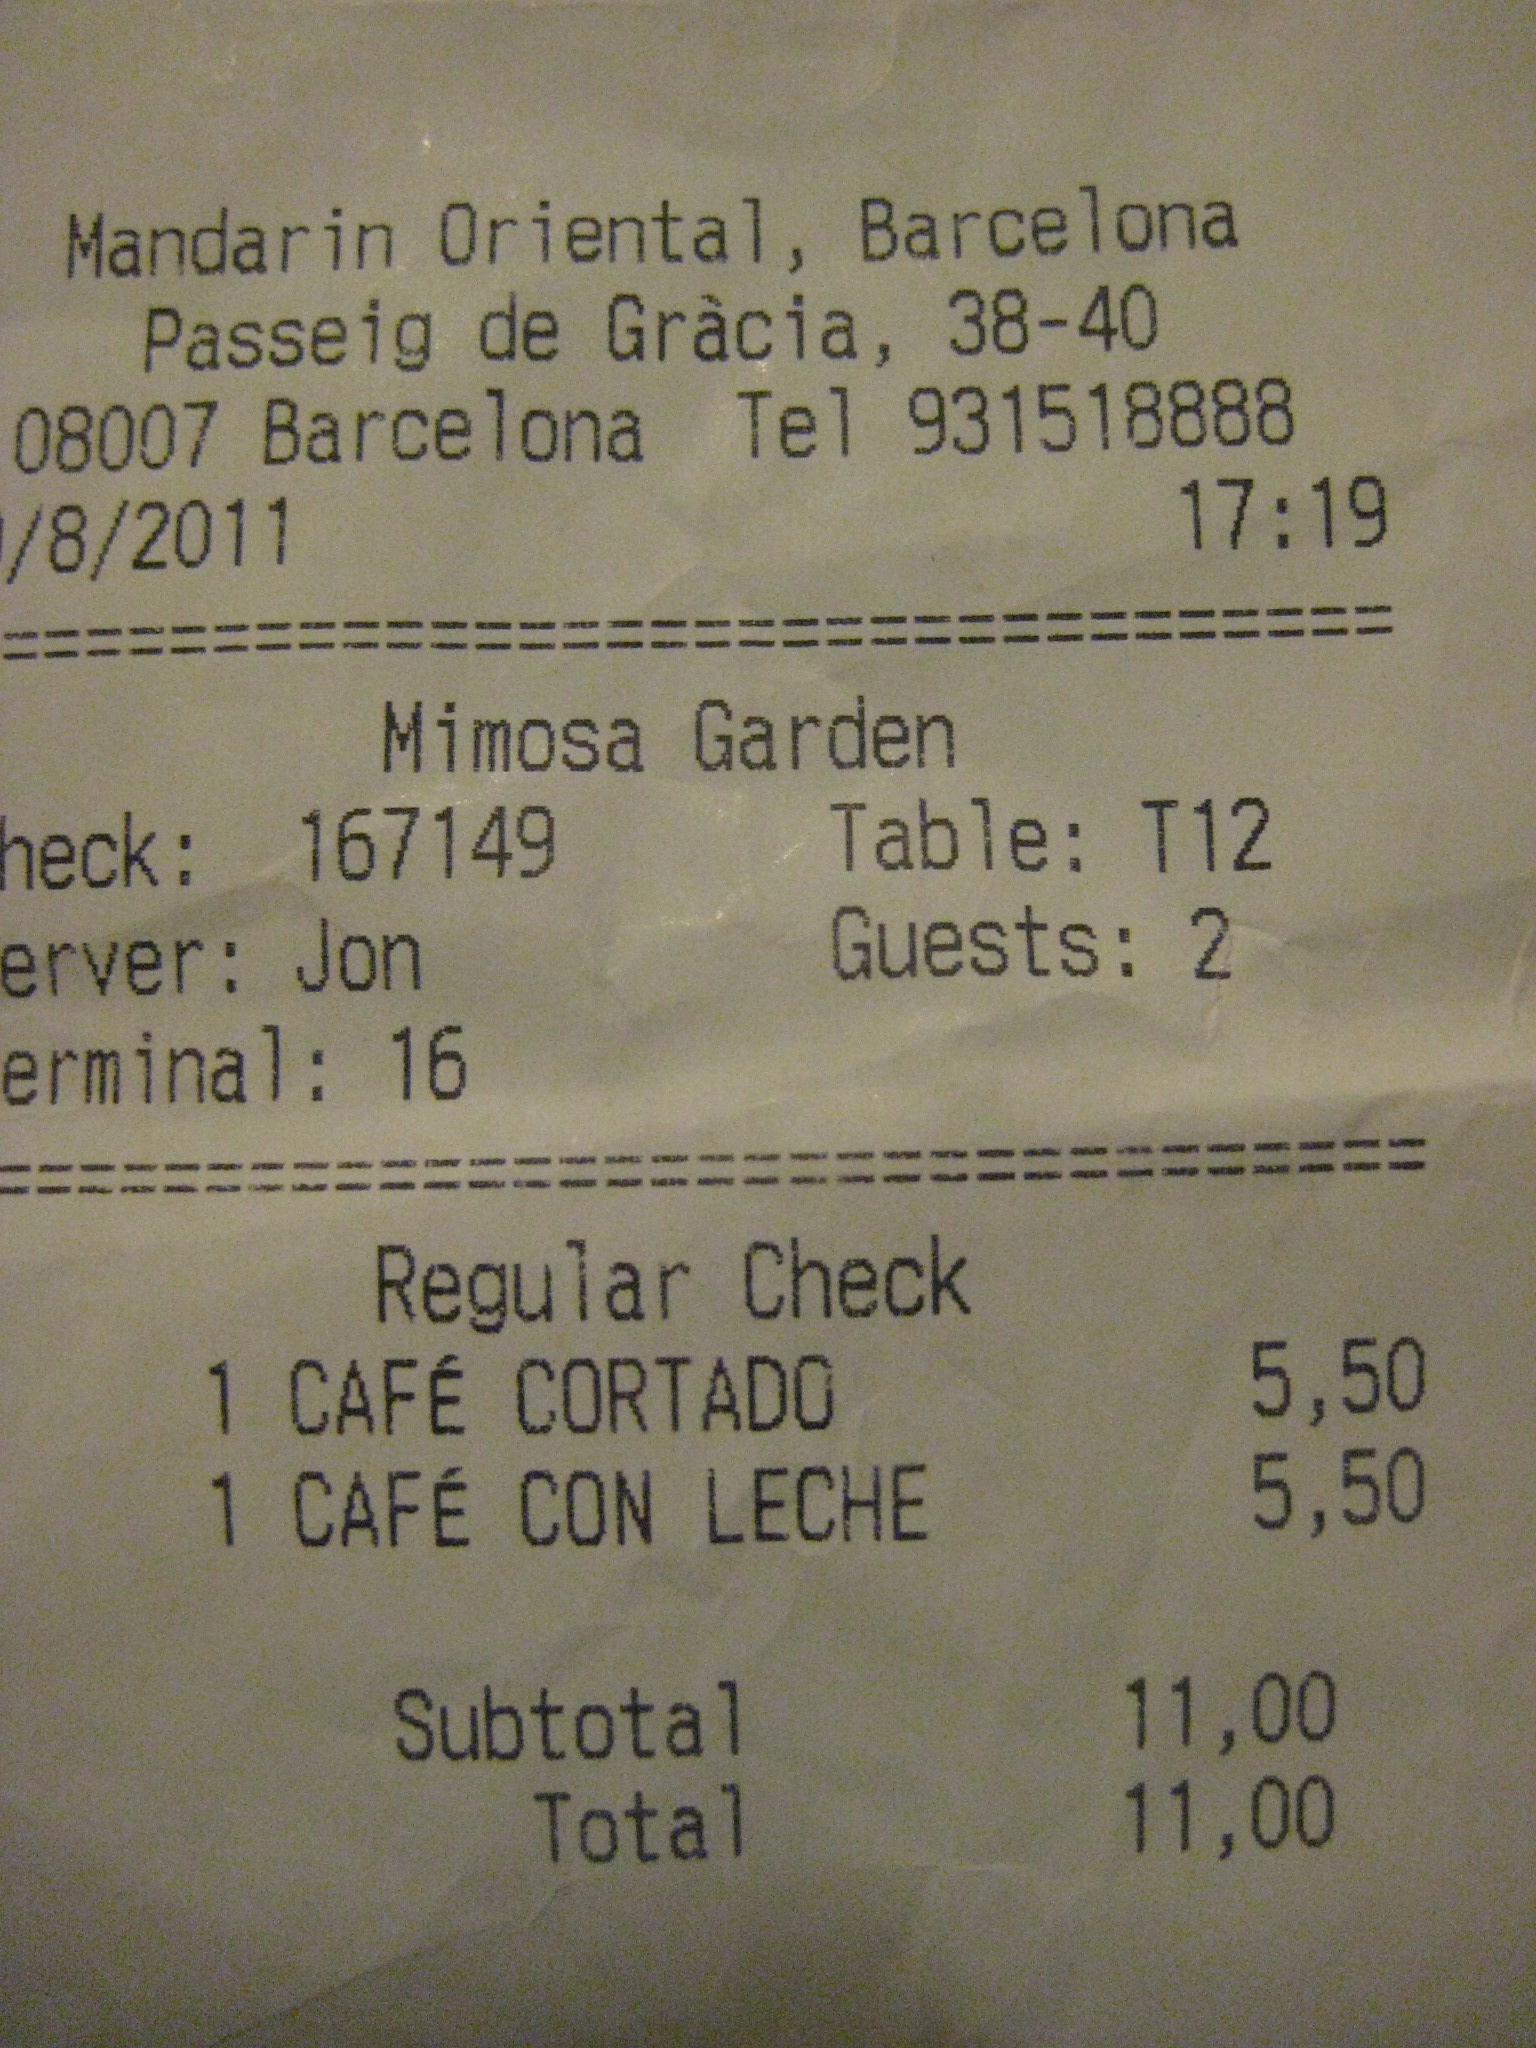 Mandarin Oriental, Barcelona
Passeig de Gràcia, 38-40
08007 Barcelona Tel 931518888
/8/2011 17:19
================================
Mimosa Garden
heck: 167149 Table: T12
erver: Jon Guests: 2
erminal: 16
=================================
Regular Check
1 CAFÉ CORTADO 5,50
1 CAFÉ CON LECHE 5,50
Subtotal 11,00
Total 11,00